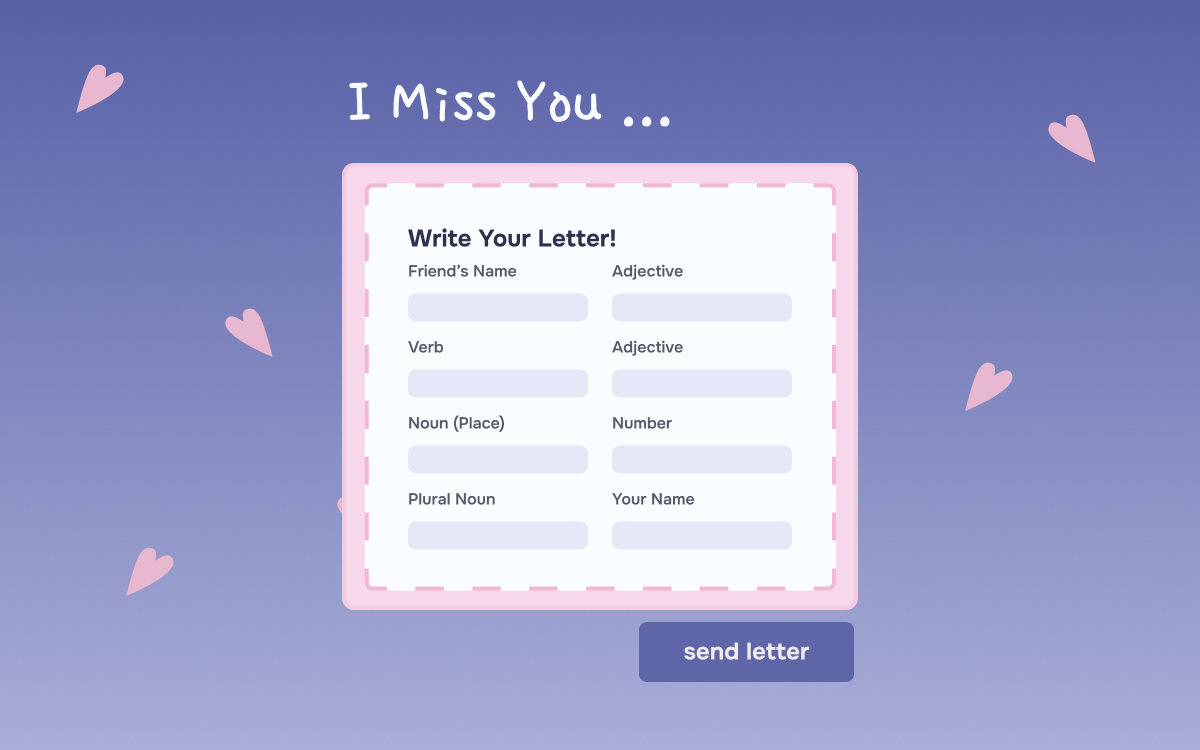 I Miss You ...
Write Your Letter!
Friend’s Name
Adjective
Verb
Adjective
Noun (Place)
Number
Plural Noun
Your Name
send letter